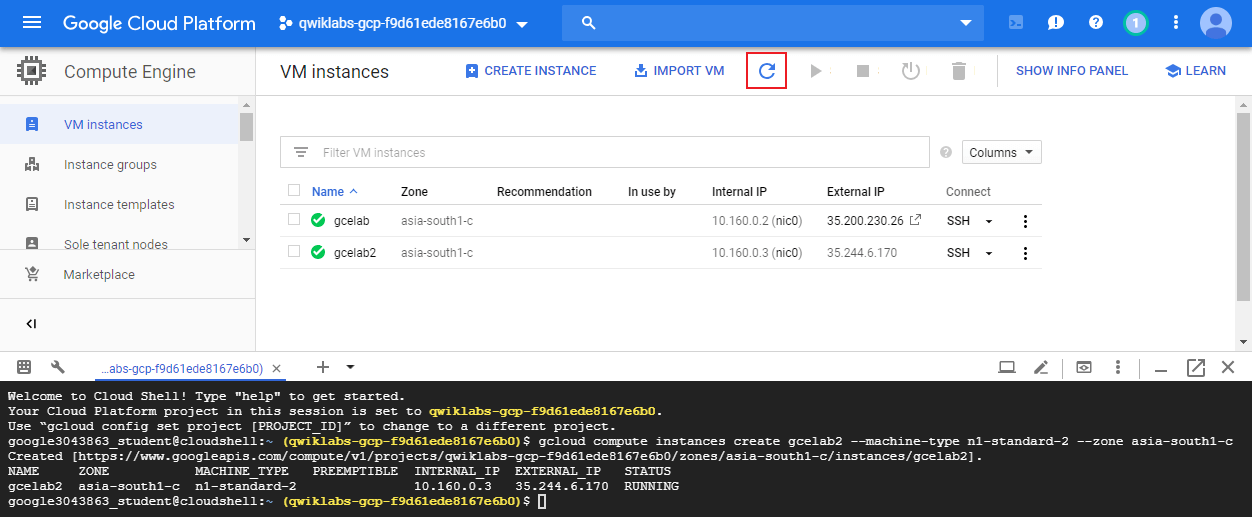 Google Cloud Platform qwiklabs-gcp-f9d61ede8167e6b0 1
Compute Engine
VM instances CREATE INSTANCE IMPORT VM SHOW INFO PANEL LEARN
VM instances
Instance groups
Instance templates
Sole tenant nodes
Marketplace
Filter VM instances Columns
Name Zone Recommendation In use by Internal IP External IP Connect
gcelab asia-south1-c 10.160.0.2 (nic0) 35.200.230.26 SSH
gcelab2 asia-south1-c 10.160.0.3 (nic0) 35.244.6.170 SSH
...abs-gcp-f9d61ede8167e6b0)
Welcome to Cloud Shell! Type "help" to get started.
Your Cloud Platform project in this session is set to qwiklabs-gcp-f9d61ede8167e6b0.
Use “gcloud config set project [PROJECT_ID]” to change to a different project.
google3043863_student@cloudshell:~ (qwiklabs-gcp-f9d61ede8167e6b0)$ gcloud compute instances create gcelab2 --machine-type n1-standard-2 --zone asia-south1-c
Created [https://www.googleapis.com/compute/v1/projects/qwiklabs-gcp-f9d61ede8167e6b0/zones/asia-south1-c/instances/gcelab2].
NAME ZONE MACHINE_TYPE PREEMPTIBLE INTERNAL_IP EXTERNAL_IP STATUS
gcelab2 asia-south1-c n1-standard-2 10.160.0.3 35.244.6.170 RUNNING
google3043863_student@cloudshell:~ (qwiklabs-gcp-f9d61ede8167e6b0)$